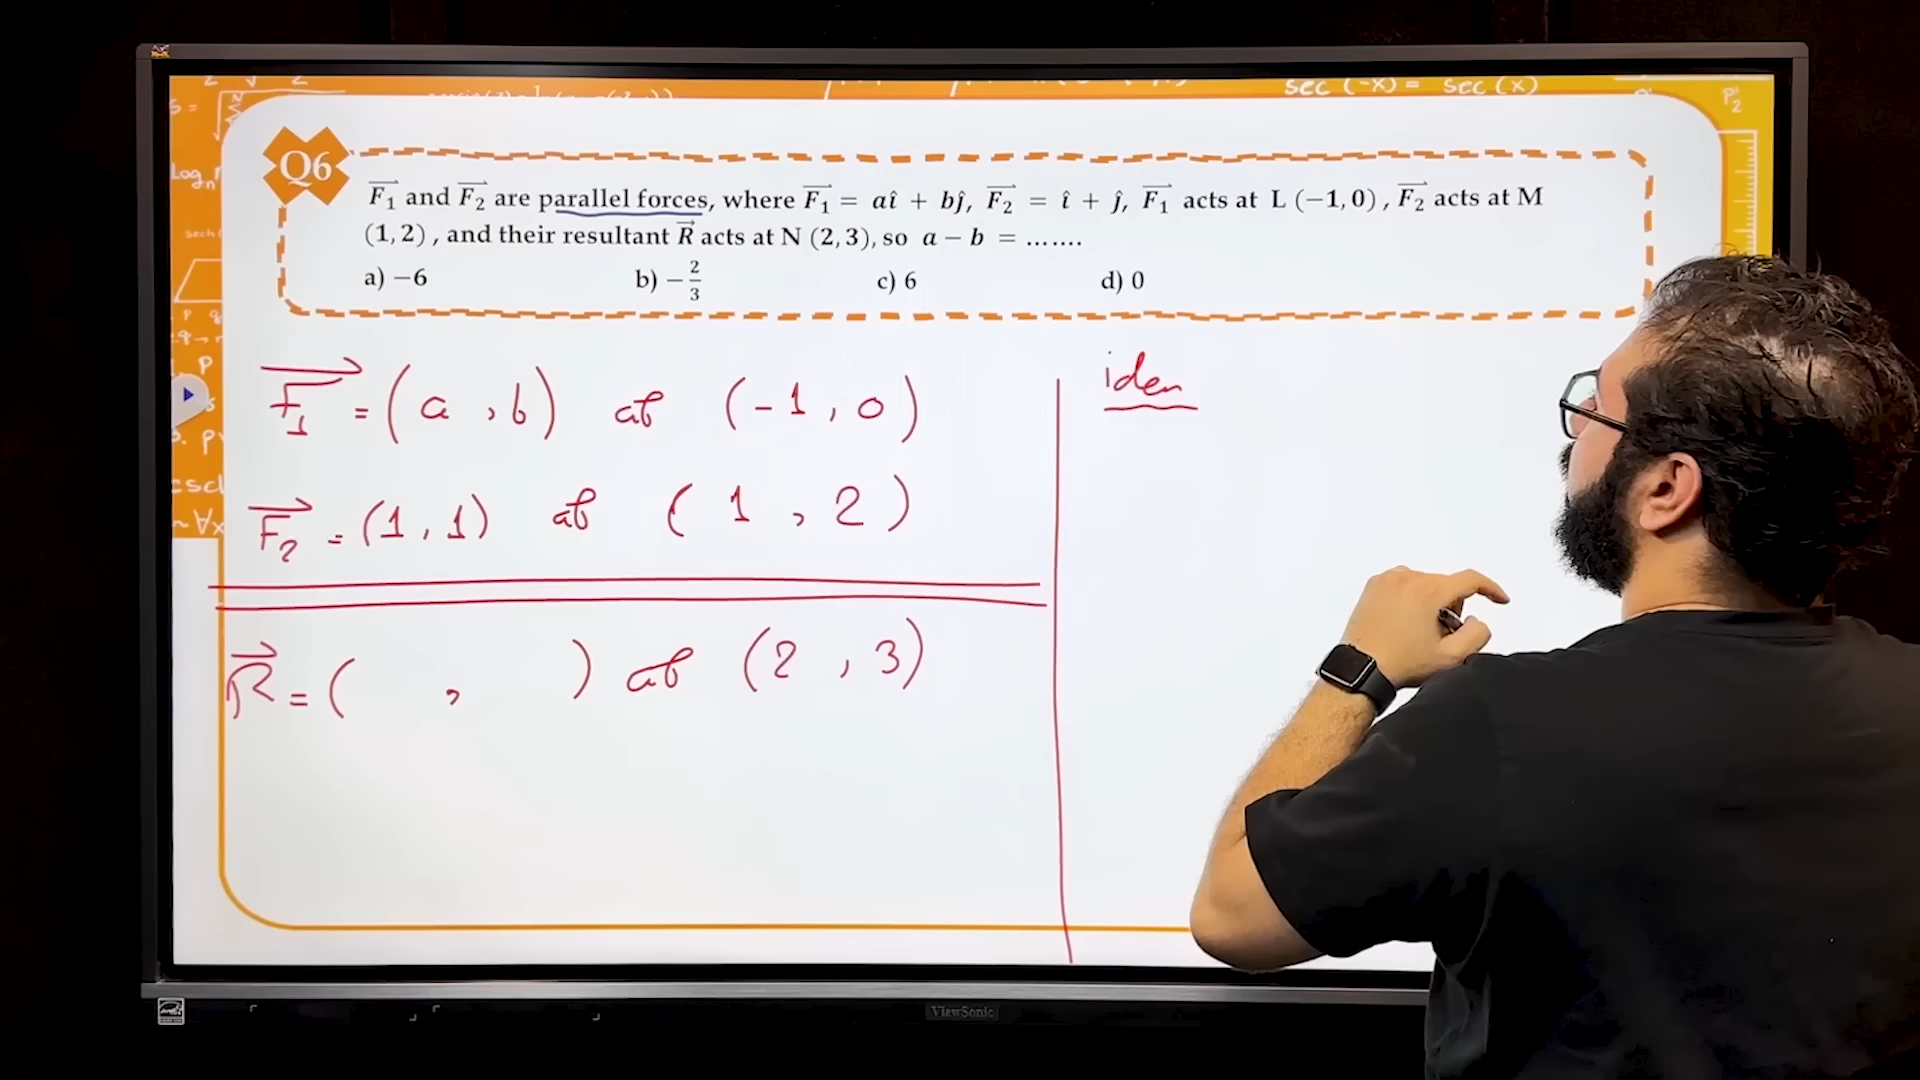 sec (-x) = sec (x)
S =
Log n
P2
Q6
F1 and F2 are parallel forces, where F1 = aî + bĵ, F2 = î + ĵ, F1 acts at L (−1, 0) , F2 acts at M
(1, 2) , and their resultant R acts at N (2, 3), so a − b = .......
a) −6 b) −2/3 c) 6 d) 0
F1 = (a , b) at (-1 , 0)
F2 = (1 , 1) at ( 1 , 2 )
R = ( , ) at (2 , 3)
iden
ViewSonic